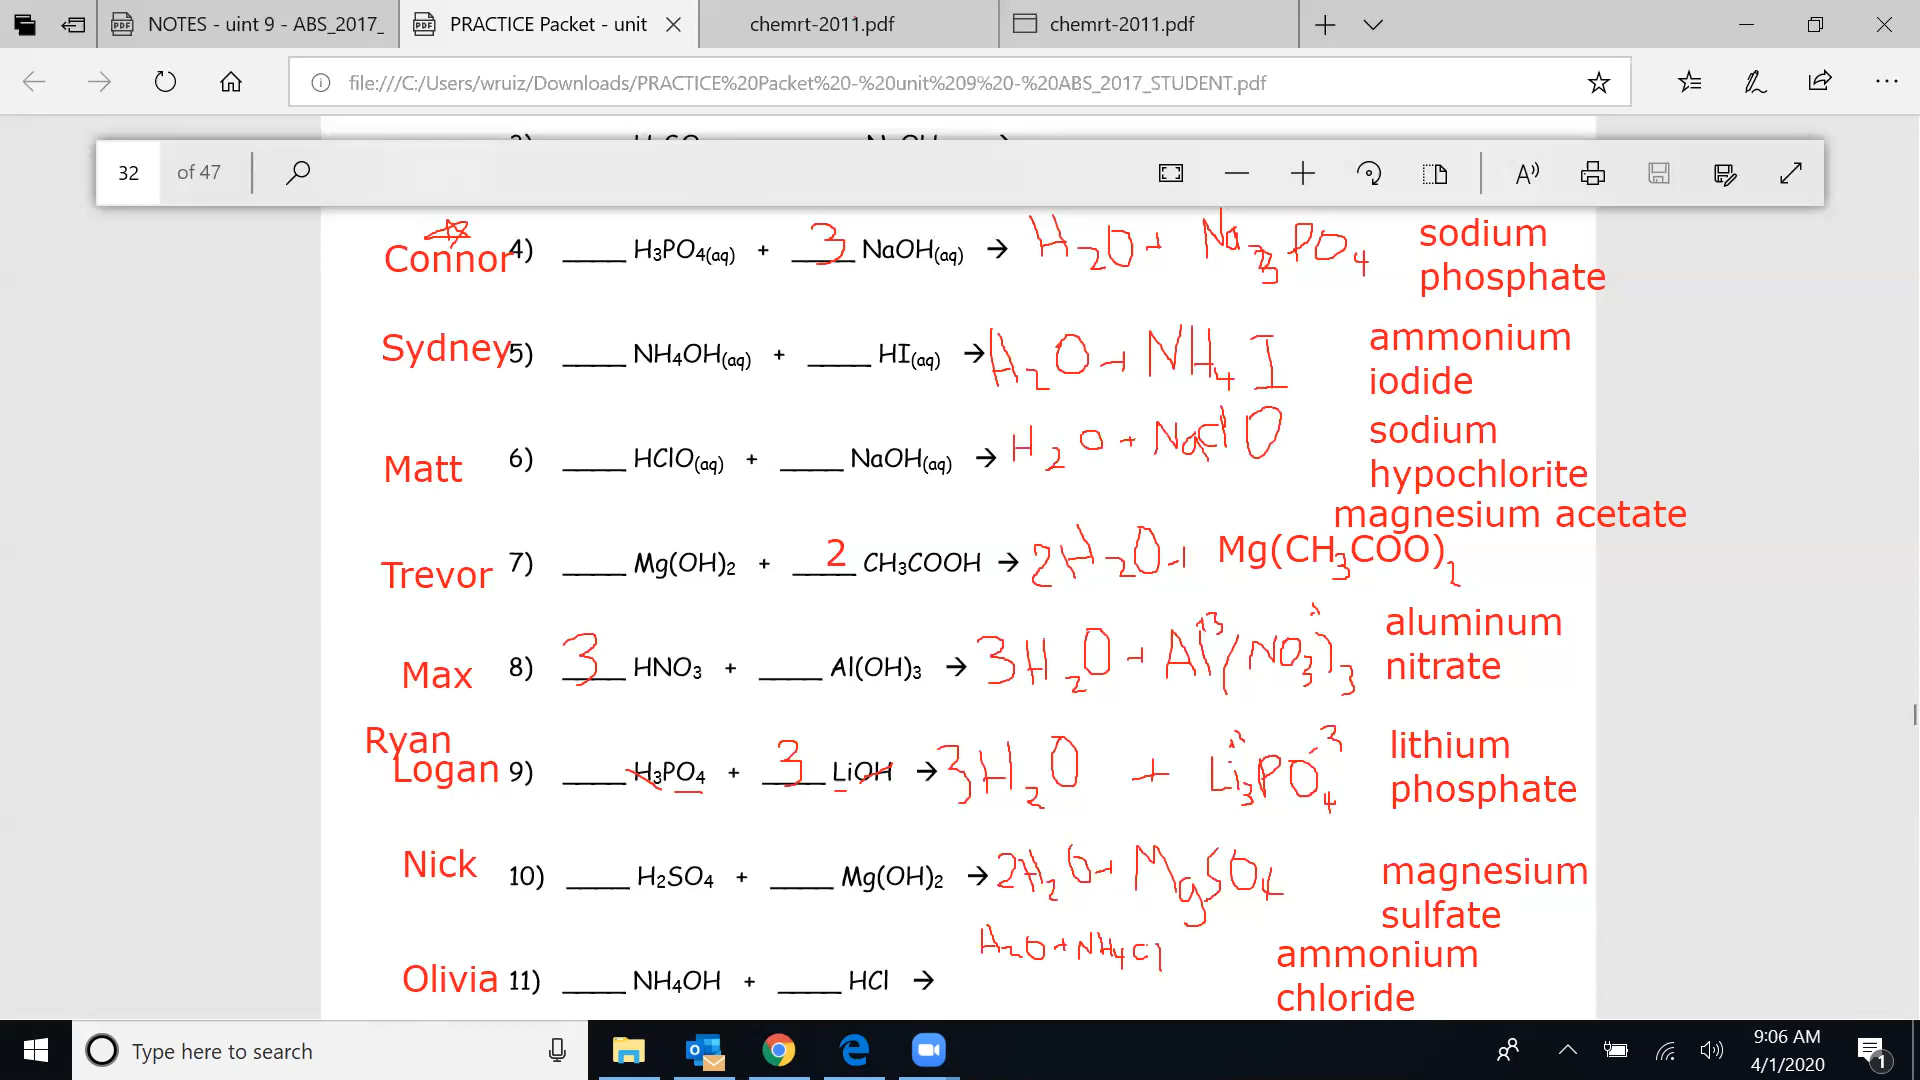 NOTES - uint 9 - ABS_2017_
PRACTICE Packet - unit
chemrt-2011.pdf
chemrt-2011.pdf
file:///C:/Users/wruiz/Downloads/PRACTICE%20Packet%20-%20unit%209%20-%20ABS_2017_STUDENT.pdf
32 of 47
Connor 4) ____ H3PO4(aq) + 3 NaOH(aq) → H2O + Na3PO4 sodium phosphate
Sydney 5) ____ NH4OH(aq) + ____ HI(aq) → H2O + NH4I ammonium iodide
Matt 6) ____ HClO(aq) + ____ NaOH(aq) → H2O + NaClO sodium hypochlorite
Trevor 7) ____ Mg(OH)2 + 2 CH3COOH → 2H2O + Mg(CH3COO)2 magnesium acetate
Max 8) 3 HNO3 + ____ Al(OH)3 → 3H2O + Al+3(NO3)3 aluminum nitrate
Ryan
Logan 9) ____ H3PO4 + 3 LiOH → 3H2O + Li3PO4-3 lithium phosphate
Nick 10) ____ H2SO4 + ____ Mg(OH)2 → 2H2O + MgSO4 magnesium sulfate
H2O + NH4Cl
Olivia 11) ____ NH4OH + ____ HCl → ammonium chloride
Type here to search
9:06 AM
4/1/2020
1